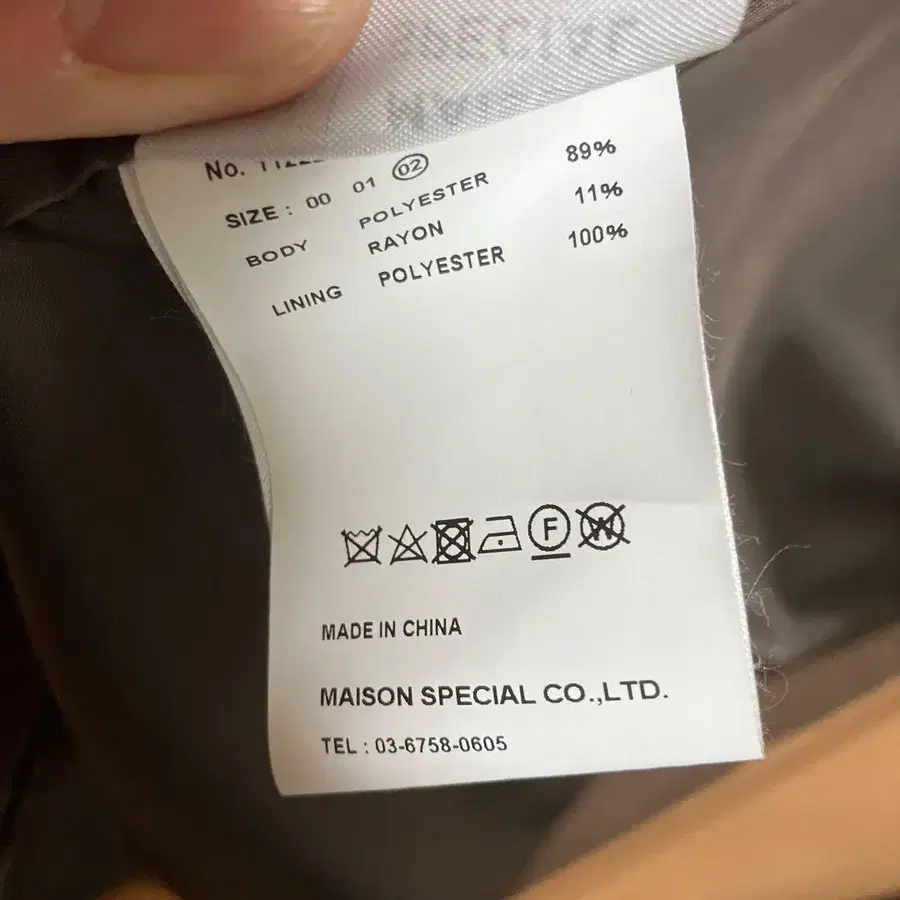 No.
SIZE : 00 01 02
BODY POLYESTER 89%
RAYON 11%
LINING POLYESTER 100%
F W
MADE IN CHINA
MAISON SPECIAL CO.,LTD.
TEL : 03-6758-0605